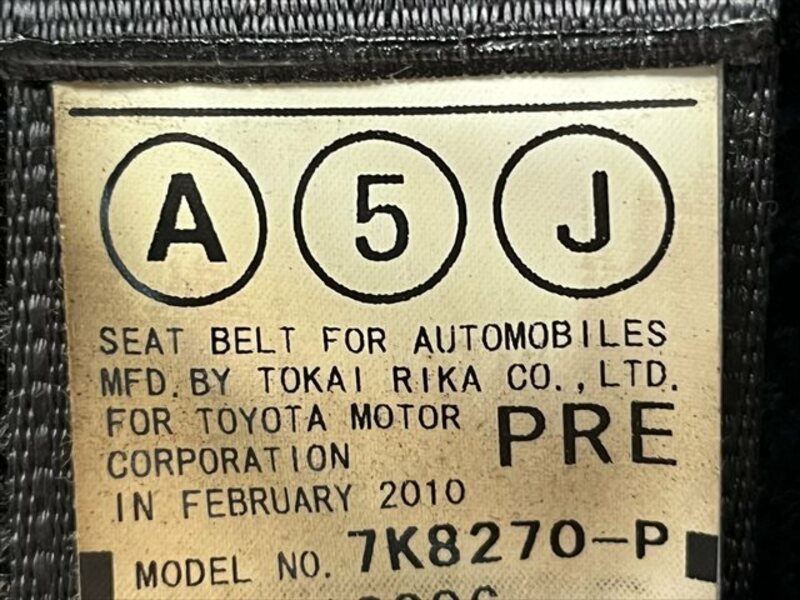 A 5 J
SEAT BELT FOR AUTOMOBILES
MFD. BY TOKAI RIKA CO., LTD.
FOR TOYOTA MOTOR PRE
CORPORATION
IN FEBRUARY 2010
MODEL NO. 7K8270-P